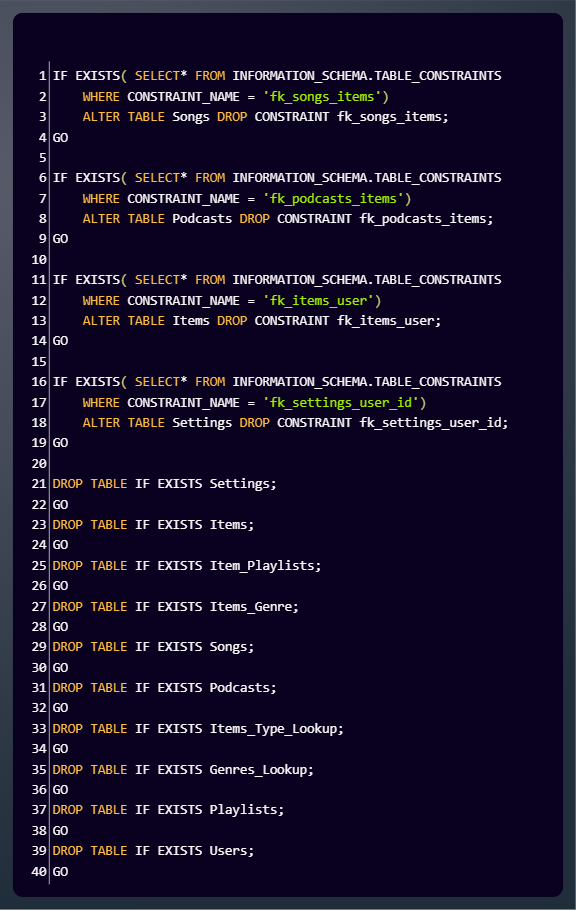 1 IF EXISTS( SELECT* FROM INFORMATION_SCHEMA.TABLE_CONSTRAINTS
2     WHERE CONSTRAINT_NAME = 'fk_songs_items')
3     ALTER TABLE Songs DROP CONSTRAINT fk_songs_items;
4 GO
5
6 IF EXISTS( SELECT* FROM INFORMATION_SCHEMA.TABLE_CONSTRAINTS
7     WHERE CONSTRAINT_NAME = 'fk_podcasts_items')
8     ALTER TABLE Podcasts DROP CONSTRAINT fk_podcasts_items;
9 GO
10
11 IF EXISTS( SELECT* FROM INFORMATION_SCHEMA.TABLE_CONSTRAINTS
12     WHERE CONSTRAINT_NAME = 'fk_items_user')
13     ALTER TABLE Items DROP CONSTRAINT fk_items_user;
14 GO
15
16 IF EXISTS( SELECT* FROM INFORMATION_SCHEMA.TABLE_CONSTRAINTS
17     WHERE CONSTRAINT_NAME = 'fk_settings_user_id')
18     ALTER TABLE Settings DROP CONSTRAINT fk_settings_user_id;
19 GO
20
21 DROP TABLE IF EXISTS Settings;
22 GO
23 DROP TABLE IF EXISTS Items;
24 GO
25 DROP TABLE IF EXISTS Item_Playlists;
26 GO
27 DROP TABLE IF EXISTS Items_Genre;
28 GO
29 DROP TABLE IF EXISTS Songs;
30 GO
31 DROP TABLE IF EXISTS Podcasts;
32 GO
33 DROP TABLE IF EXISTS Items_Type_Lookup;
34 GO
35 DROP TABLE IF EXISTS Genres_Lookup;
36 GO
37 DROP TABLE IF EXISTS Playlists;
38 GO
39 DROP TABLE IF EXISTS Users;
40 GO